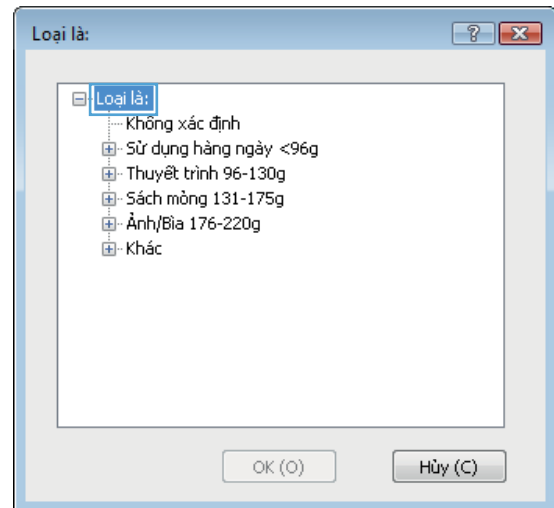 Loại là:
Loại là:
Không xác định
Sử dụng hàng ngày <96g
Thuyết trình 96-130g
Sách mỏng 131-175g
Ảnh/Bìa 176-220g
Khác
OK (O)
Hủy (C)